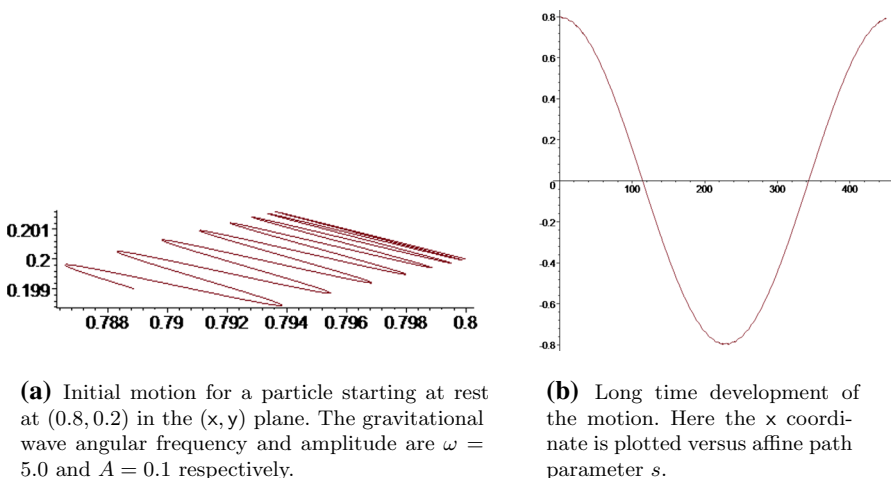 0.201
0.2
0.199
0.788 0.79 0.792 0.794 0.796 0.798 0.8
0.8
0.6
0.4
0.2
0 100 200 300 400
-0.2
-0.4
-0.6
-0.8
(a) Initial motion for a particle starting at rest
at (0.8, 0.2) in the (x, y) plane. The gravitational
wave angular frequency and amplitude are ω =
5.0 and A = 0.1 respectively.
(b) Long time development of
the motion. Here the x coordi-
nate is plotted versus affine path
parameter s.